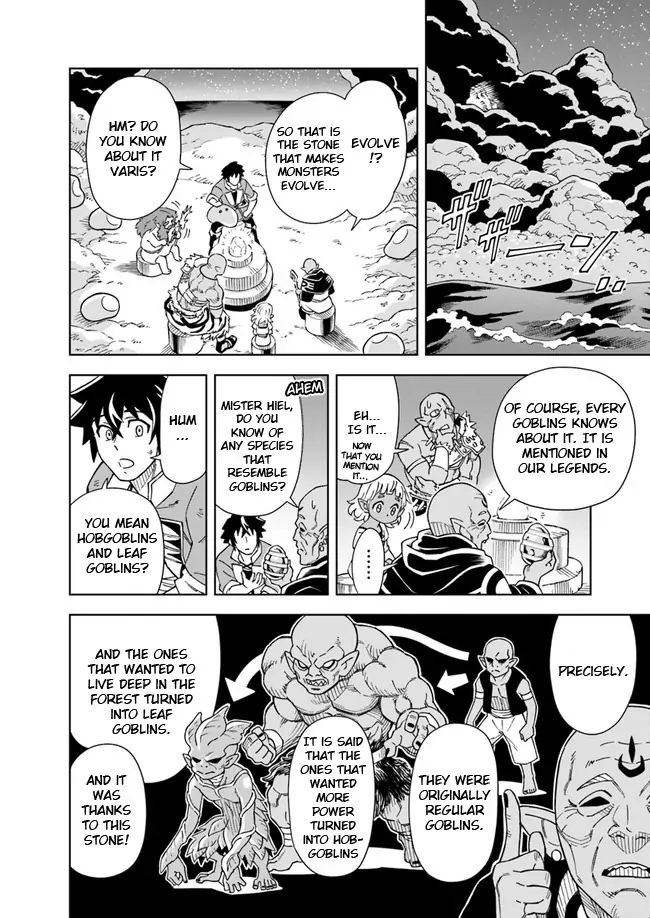 ザザーン...
EVOLVE
!?
SO THAT IS
THE STONE
THAT MAKES
MONSTERS
EVOLVE...
HM? DO
YOU KNOW
ABOUT IT
VARIS?
OF COURSE, EVERY
GOBLINS KNOWS
ABOUT IT. IT IS
MENTIONED IN
OUR LEGENDS.
EH...
IS IT...
NOW
THAT YOU
MENTION
IT...
.......
AHEM
MISTER HIEL,
DO YOU
KNOW OF
ANY SPECIES
THAT
RESEMBLE
GOBLINS?
HUM
...
YOU MEAN
HOBGOBLINS
AND LEAF
GOBLINS?
PRECISELY.
THEY WERE
ORIGINALLY
REGULAR
GOBLINS.
IT IS SAID
THAT THE
ONES THAT
WANTED
MORE
POWER
TURNED
INTO HOB-
GOBLINS
AND THE ONES
THAT WANTED TO
LIVE DEEP IN THE
FOREST TURNED
INTO LEAF
GOBLINS.
AND IT
WAS THANKS
TO THIS
STONE!